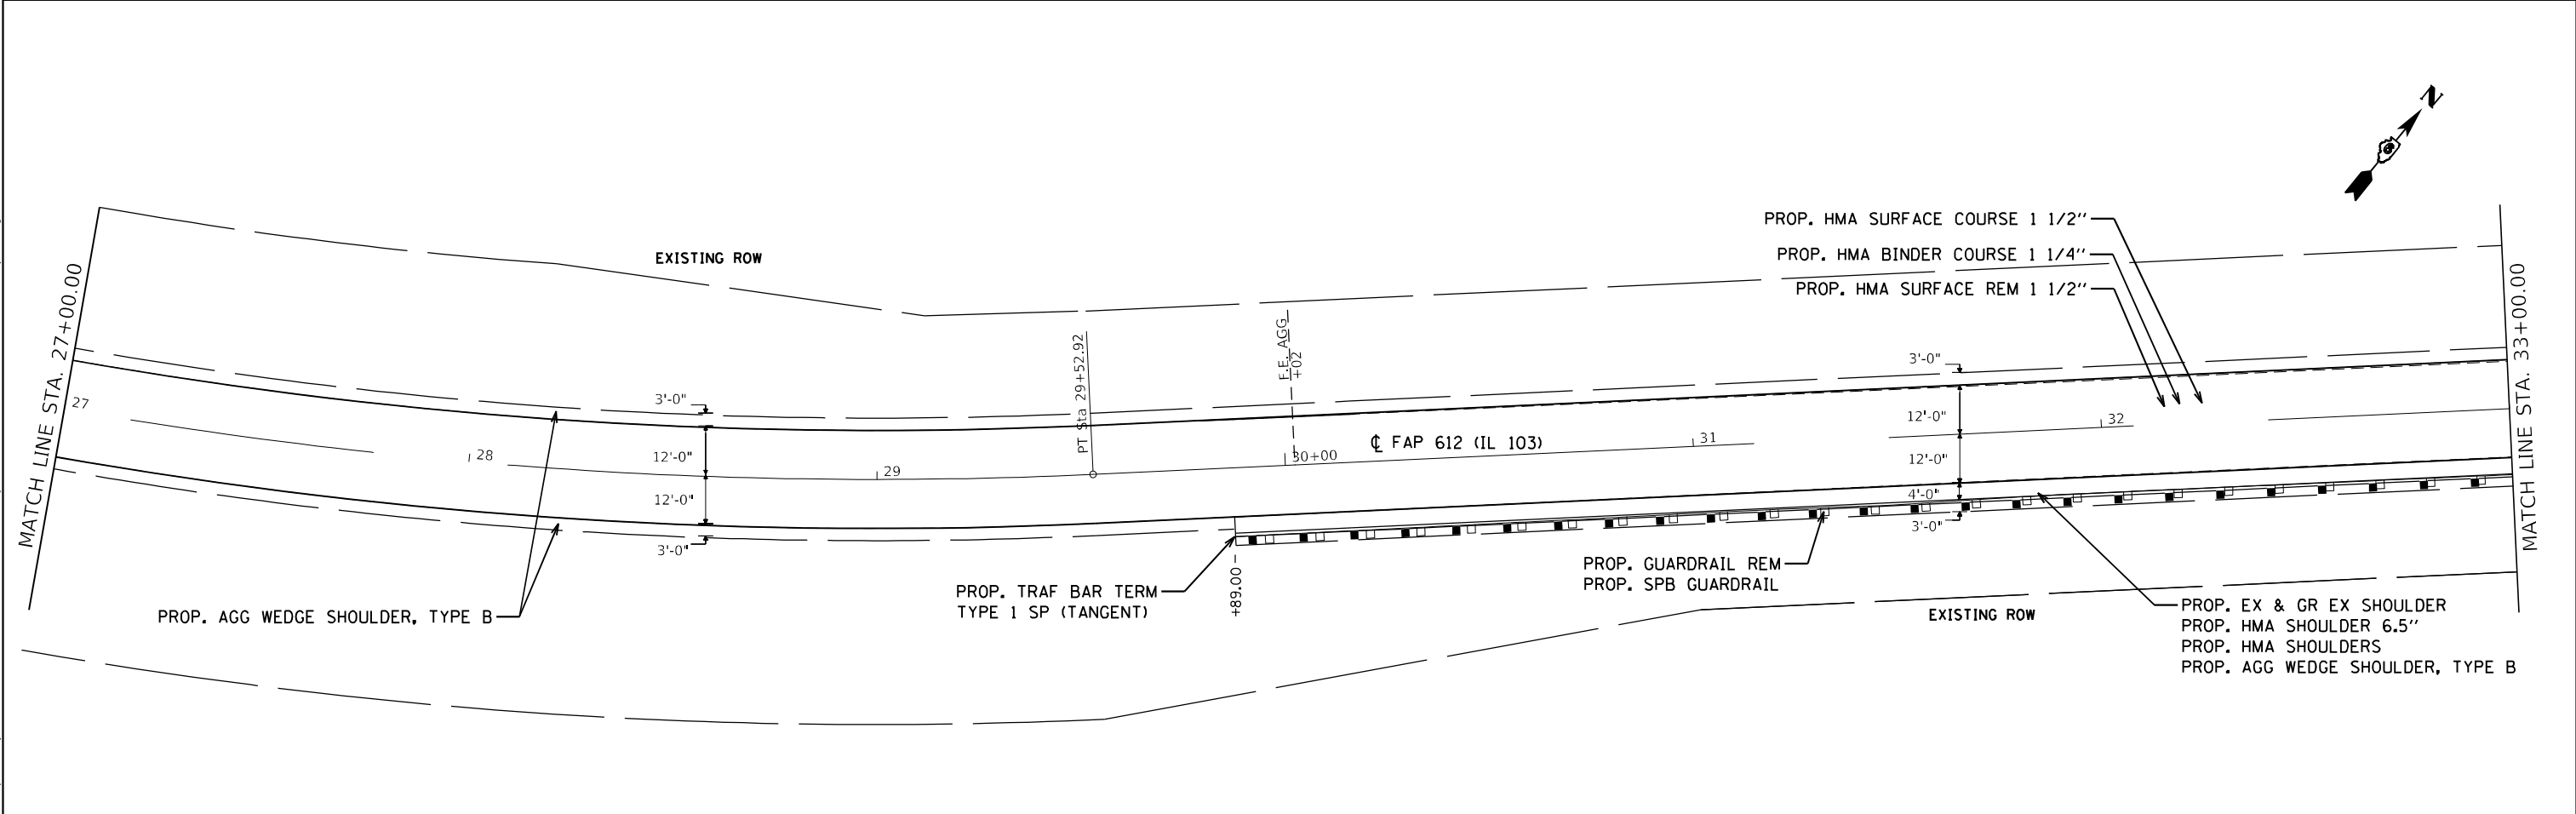 N
PROP. HMA SURFACE COURSE 1 1/2"
PROP. HMA BINDER COURSE 1 1/4"
PROP. HMA SURFACE REM 1 1/2"
EXISTING ROW
MATCH LINE STA. 27+00.00
MATCH LINE STA. 33+00.00
PT Sta 29+52.92
F.E. AGG
+02
3'-0"
12'-0"
12'-0"
3'-0"
3'-0"
12'-0"
12'-0"
4'-0"
3'-0"
27
28
29
30+00
31
32
℄ FAP 612 (IL 103)
PROP. AGG WEDGE SHOULDER, TYPE B
PROP. TRAF BAR TERM
TYPE 1 SP (TANGENT)
+89.00
PROP. GUARDRAIL REM
PROP. SPB GUARDRAIL
EXISTING ROW
PROP. EX & GR EX SHOULDER
PROP. HMA SHOULDER 6.5"
PROP. HMA SHOULDERS
PROP. AGG WEDGE SHOULDER, TYPE B